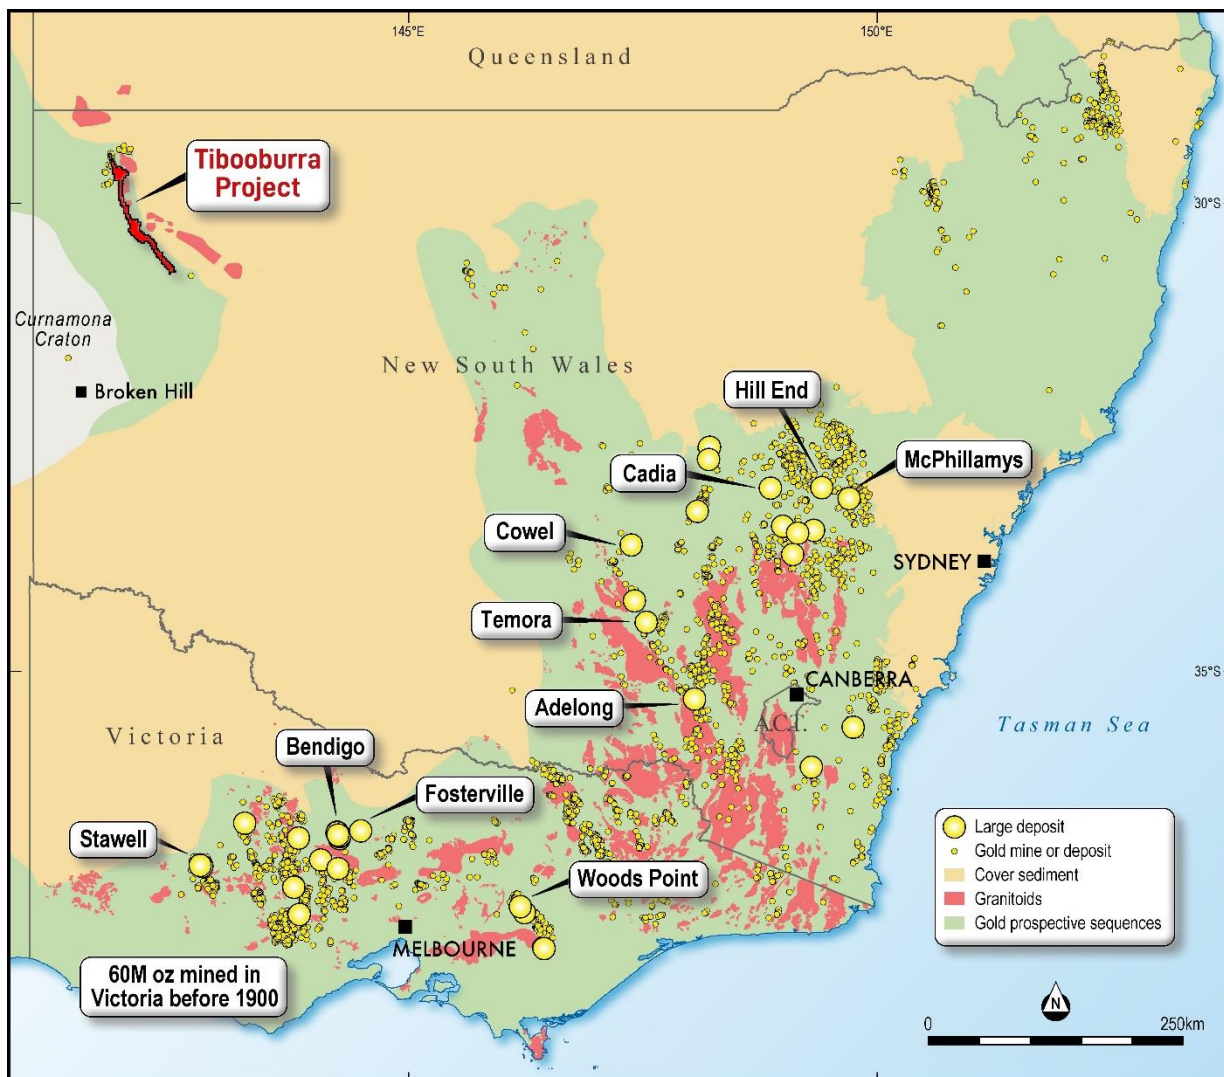 145°E
150°E
Queensland
Tibooburra
Project
30°S
30°S
Curnamona
Craton
Broken Hill
New South Wales
Hill End
Cadia
McPhillamys
Cowel
SYDNEY
Temora
35°S
CANBERRA
Adelong
A.C.T.
Tasman Sea
Victoria
Bendigo
Fosterville
Stawell
Woods Point
MELBOURNE
60M oz mined in
Victoria before 1900
Large deposit
Gold mine or deposit
Cover sediment
Granitoids
Gold prospective sequences
N
0
250km